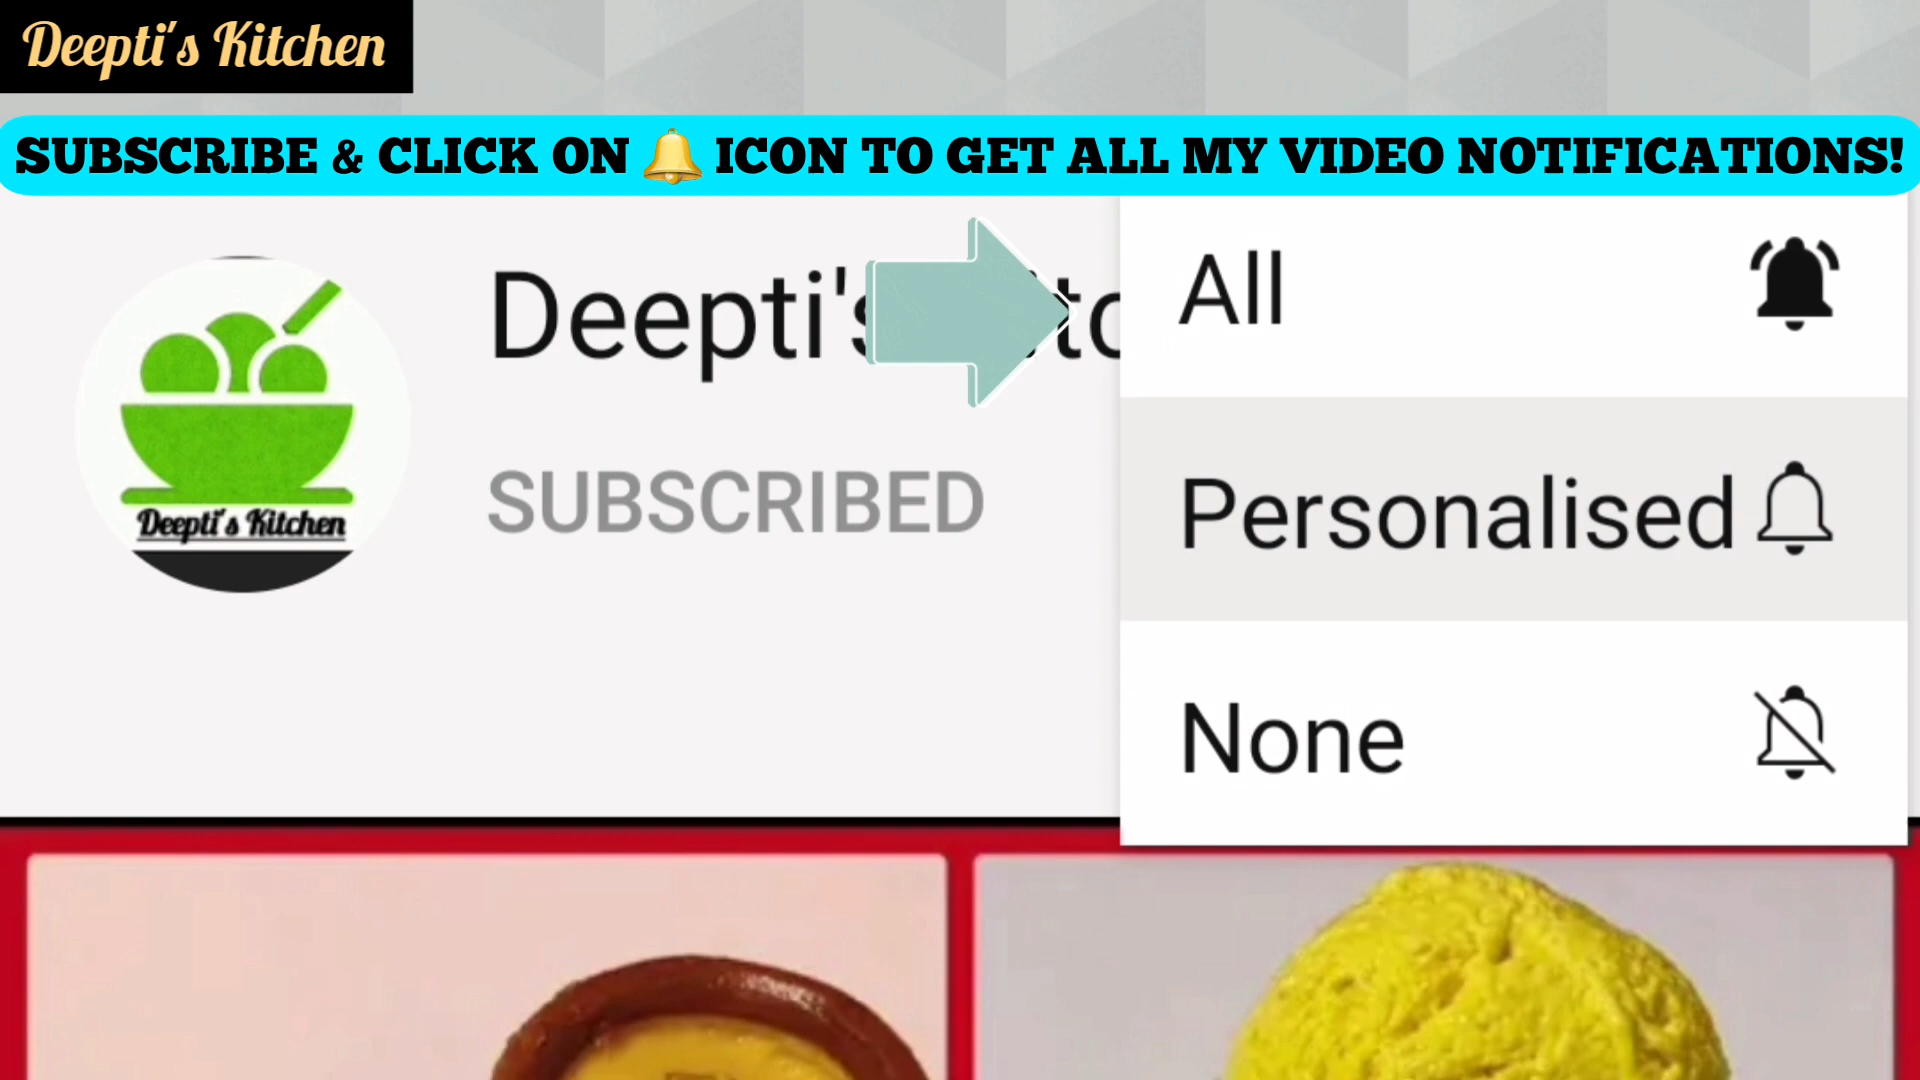 Deepti's Kitchen
SUBSCRIBE & CLICK ON 🔔 ICON TO GET ALL MY VIDEO NOTIFICATIONS!
Deepti's
All
SUBSCRIBED
Personalised
Deepti's Kitchen
None